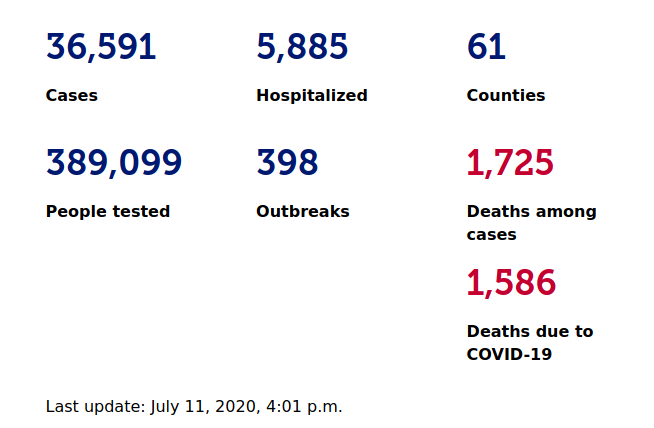 36,591
5,885
61
Cases
Hospitalized
Counties
389,099
398
1,725
People tested
Outbreaks
Deaths among
cases
1,586
Deaths due to
COVID-19
Last update: July 11, 2020, 4:01 p.m.